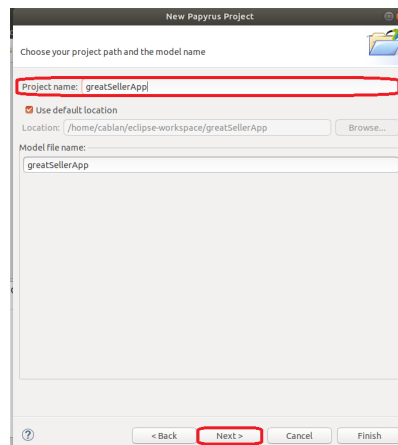 New Papyrus Project
Choose your project path and the model name
Project name: greatSellerApp
Use default location
Location: /home/cablan/eclipse-workspace/greatSellerApp Browse...
Model file name:
greatSellerApp
? < Back Next > Cancel Finish